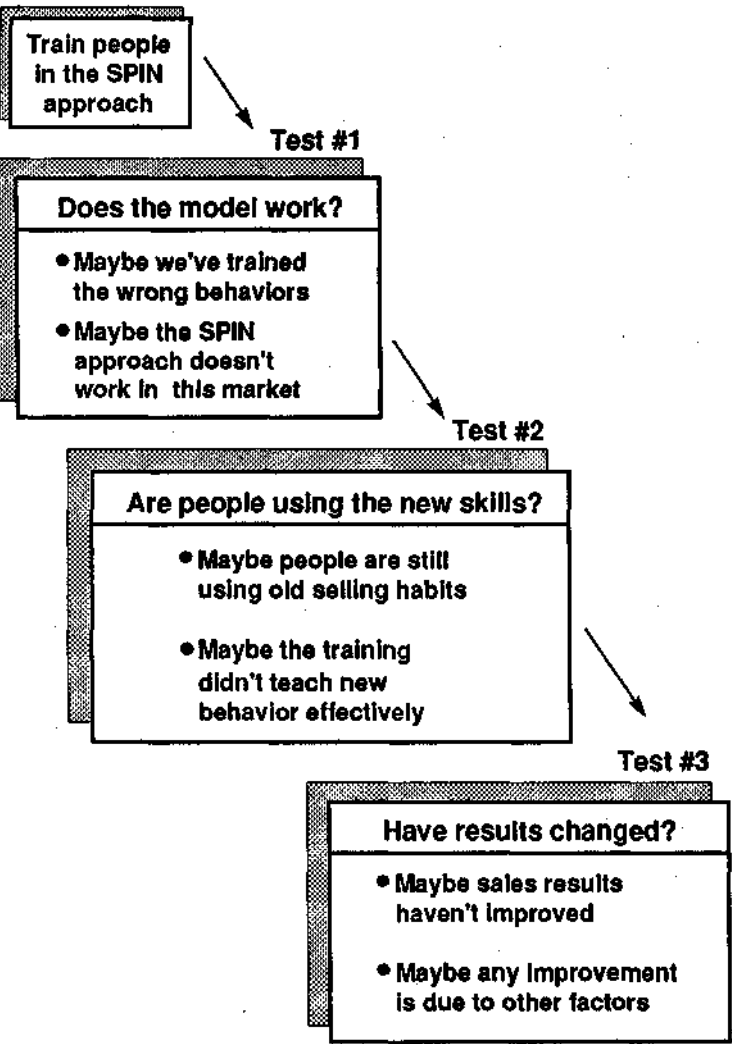 Train people
in the SPIN
approach
Test #1
Does the model work?
● Maybe we've trained
the wrong behaviors
● Maybe the SPIN
approach doesn't
work in this market
Test #2
Are people using the new skills?
● Maybe people are still
using old selling habits
● Maybe the training
didn't teach new
behavior effectively
Test #3
Have results changed?
● Maybe sales results
haven't improved
● Maybe any improvement
is due to other factors